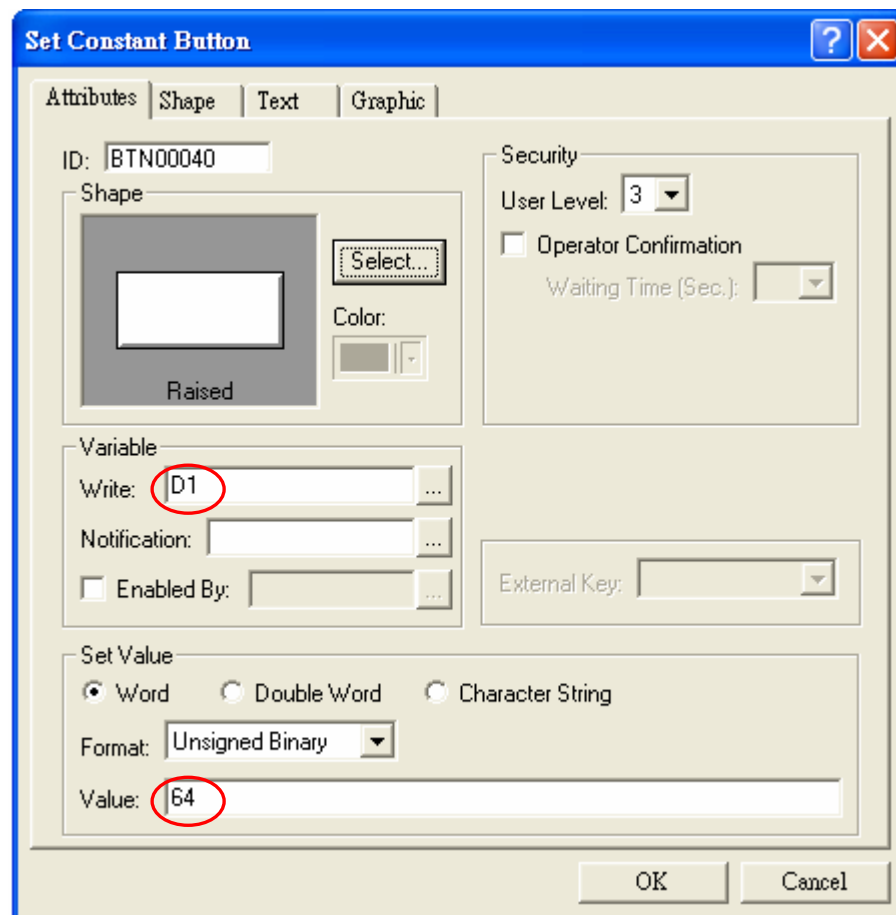 Set Constant Button
Attributes Shape Text Graphic
ID: BTN00040
Shape
Select...
Color:
Raised
Security
User Level: 3
Operator Confirmation
Waiting Time (Sec.):
Variable
Write: D1 ...
Notification: ...
Enabled By: ...
External Key:
Set Value
Word Double Word Character String
Format: Unsigned Binary
Value: 64
OK Cancel